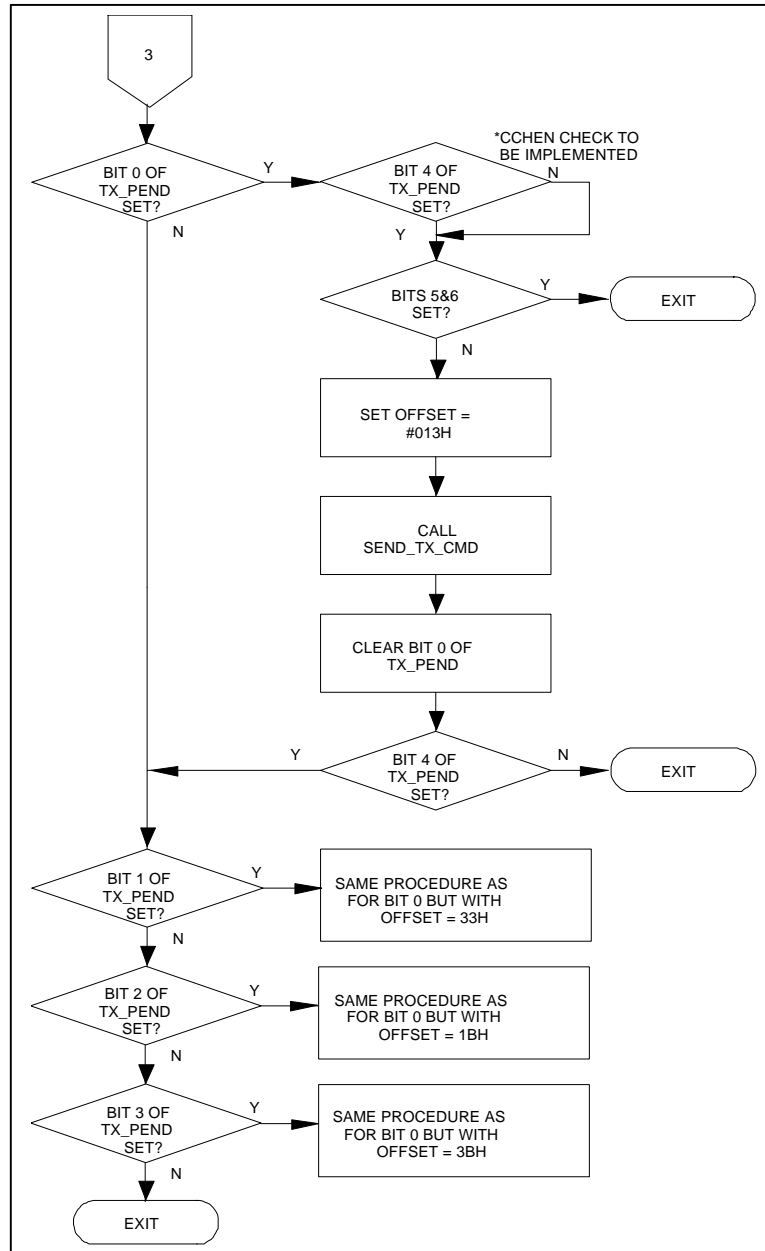 3
BIT 0 OF
TX_PEND
SET?
Y
N
*CCHEN CHECK TO
BE IMPLEMENTED
BIT 4 OF
TX_PEND
SET?
N
Y
BITS 5&6
SET?
Y
EXIT
N
SET OFFSET =
#013H
CALL
SEND_TX_CMD
CLEAR BIT 0 OF
TX_PEND
Y
BIT 4 OF
TX_PEND
SET?
N
EXIT
BIT 1 OF
TX_PEND
SET?
Y
SAME PROCEDURE AS
FOR BIT 0 BUT WITH
OFFSET = 33H
N
BIT 2 OF
TX_PEND
SET?
Y
SAME PROCEDURE AS
FOR BIT 0 BUT WITH
OFFSET = 1BH
N
BIT 3 OF
TX_PEND
SET?
Y
SAME PROCEDURE AS
FOR BIT 0 BUT WITH
OFFSET = 3BH
N
EXIT